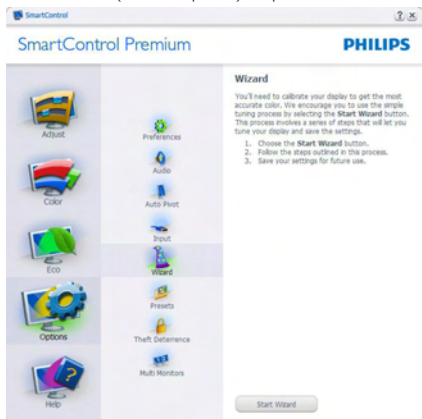 SmartControl
SmartControl Premium
PHILIPS
Adjust
Color
Eco
Options
Help
Preferences
Audio
Auto Pivot
Input
Wizard
Presets
Theft Deterrence
Multi Monitors
Wizard
You'll need to calibrate your display to get the most
accurate color. We encourage you to use the simple
tuning process by selecting the Start Wizard button.
This process involves a series of steps that will let you
tune your display and save the settings.
1. Choose the Start Wizard button.
2. Follow the steps outlined in this process.
3. Save your settings for future use.
Start Wizard